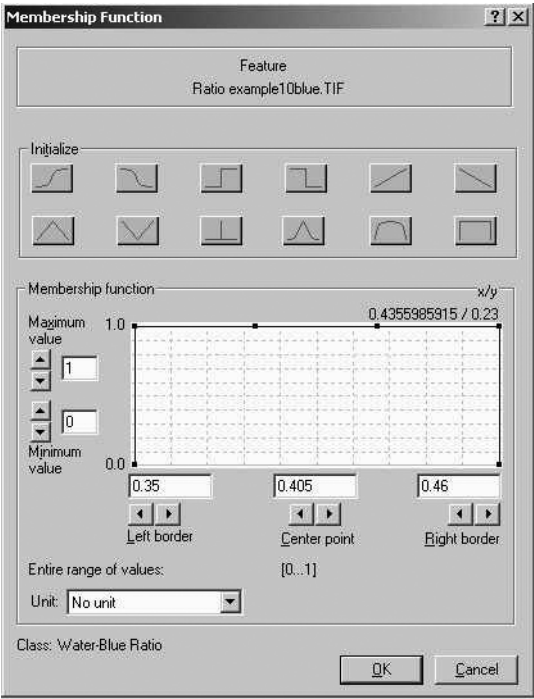 Membership Function
Feature
Ratio example10blue.TIF
Initialize
Membership function
x/y
0.4355985915 / 0.23
Maximum
value
1.0
1
0
Minimum
value
0.0
0.35
0.405
0.46
Left border
Center point
Right border
Entire range of values:
[0...1]
Unit: No unit
Class: Water-Blue Ratio
OK
Cancel